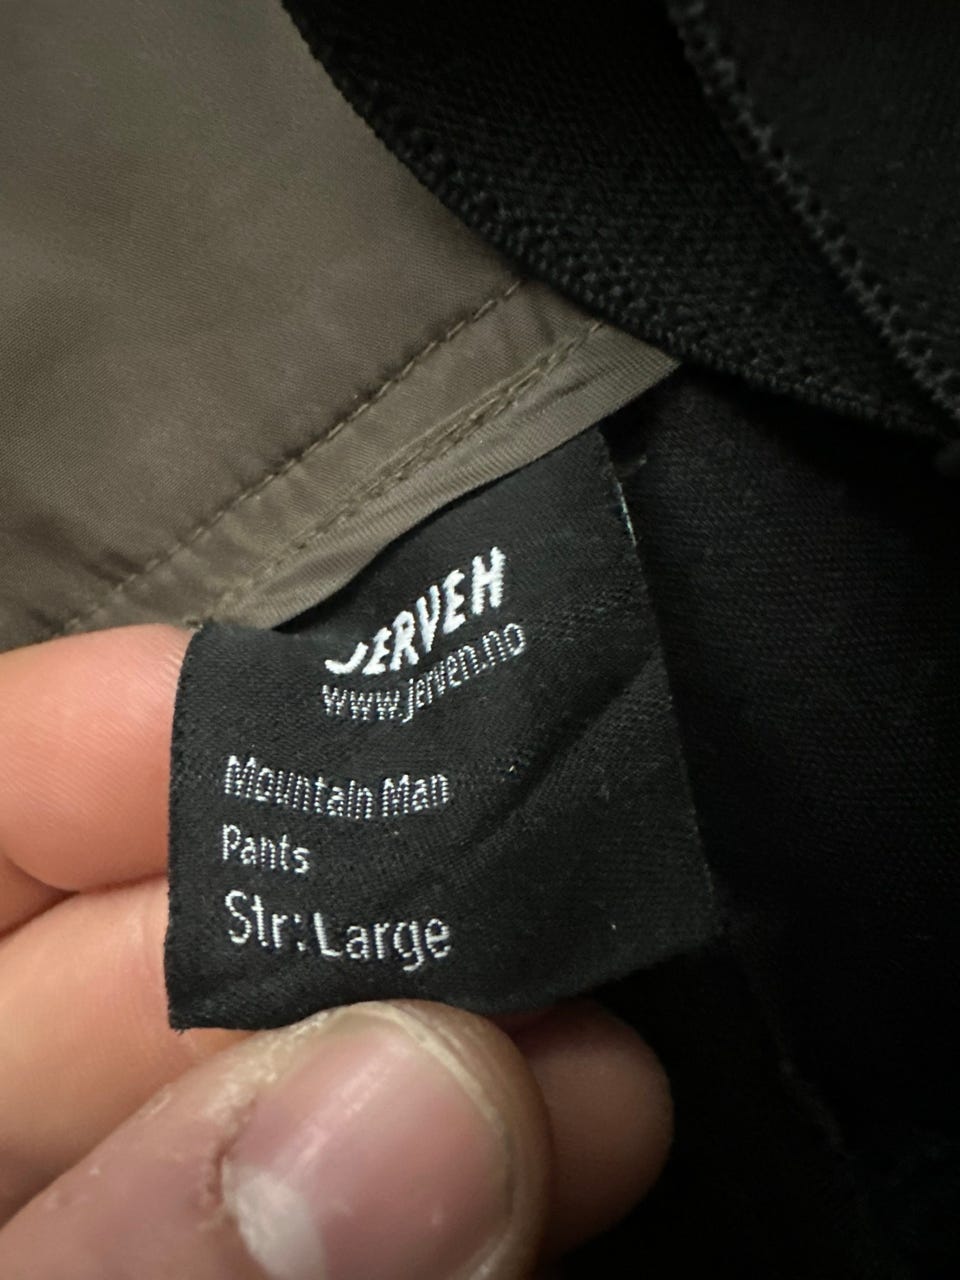 JERVEN
www.jerven.no
Mountain Man
Pants
Str: Large